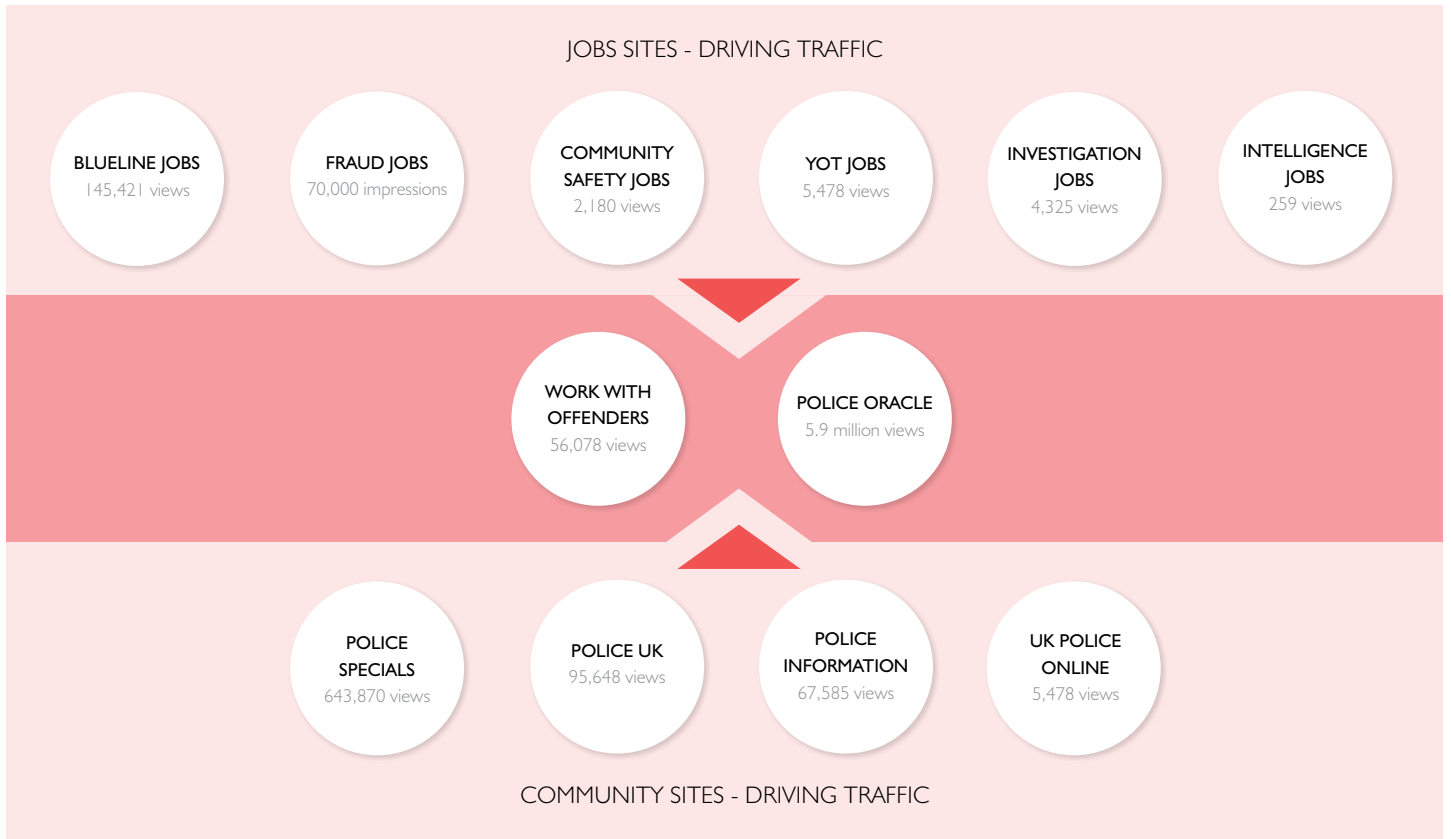 JOBS SITES - DRIVING TRAFFIC
BLUELINE JOBS
145,421 views
FRAUD JOBS
70,000 impressions
COMMUNITY
SAFETY JOBS
2,180 views
YOT JOBS
5,478 views
INVESTIGATION
JOBS
4,325 views
INTELLIGENCE
JOBS
259 views
WORK WITH
OFFENDERS
56,078 views
POLICE ORACLE
5.9 million views
POLICE
SPECIALS
643,870 views
POLICE UK
95,648 views
POLICE
INFORMATION
67,585 views
UK POLICE
ONLINE
5,478 views
COMMUNITY SITES - DRIVING TRAFFIC